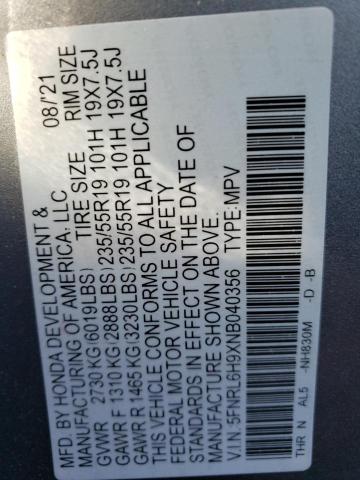 MFD. BY HONDA DEVELOPMENT & 08/'21
MANUFACTURING OF AMERICA, LLC
TIRE SIZE RIM SIZE
GVWR 2730 KG(6019LBS)
GAWR F 1310 KG(2888LBS) 235/55R19 101H 19X7.5J
GAWR R 1465 KG(3230LBS) 235/55R19 101H 19X7.5J
THIS VEHICLE CONFORMS TO ALL APPLICABLE
FEDERAL MOTOR VEHICLE SAFETY
STANDARDS IN EFFECT ON THE DATE OF
MANUFACTURE SHOWN ABOVE.
V.I.N: 5FNRL6H9XNB040356 TYPE: MPV
THR N AL5 -NH830M -D -B